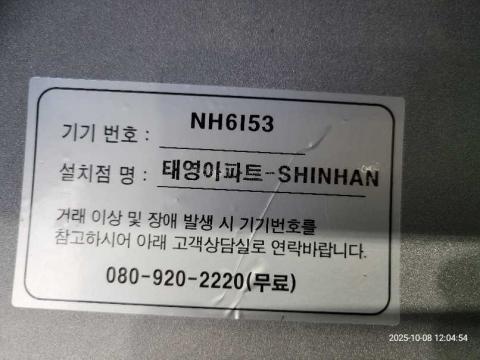 기기 번호 : NH6I53
설치점 명 : 태영아파트-SHINHAN
거래 이상 및 장애 발생 시 기기번호를
참고하시어 아래 고객상담실로 연락바랍니다.
080-920-2220(무료)
2025-10-08 12:04:54